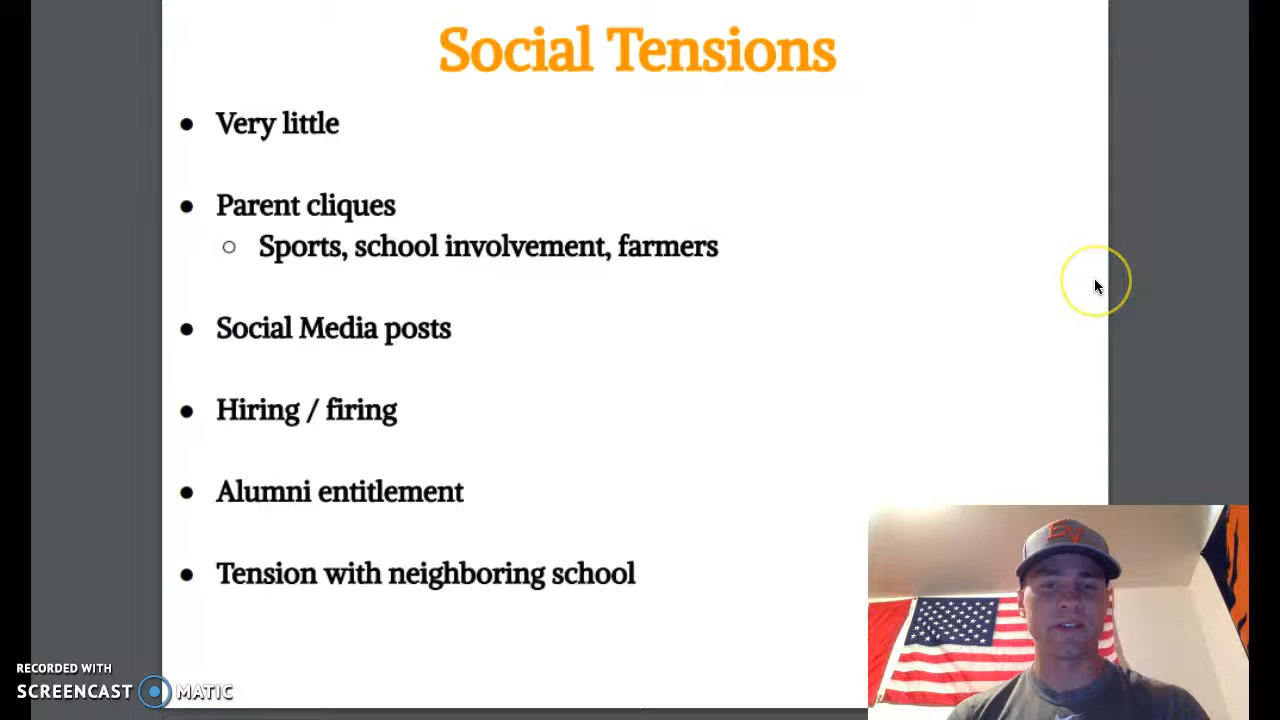 Social Tensions
● Very little
● Parent cliques
○ Sports, school involvement, farmers
● Social Media posts
● Hiring / firing
● Alumni entitlement
● Tension with neighboring school
BV
RECORDED WITH
SCREENCAST MATIC